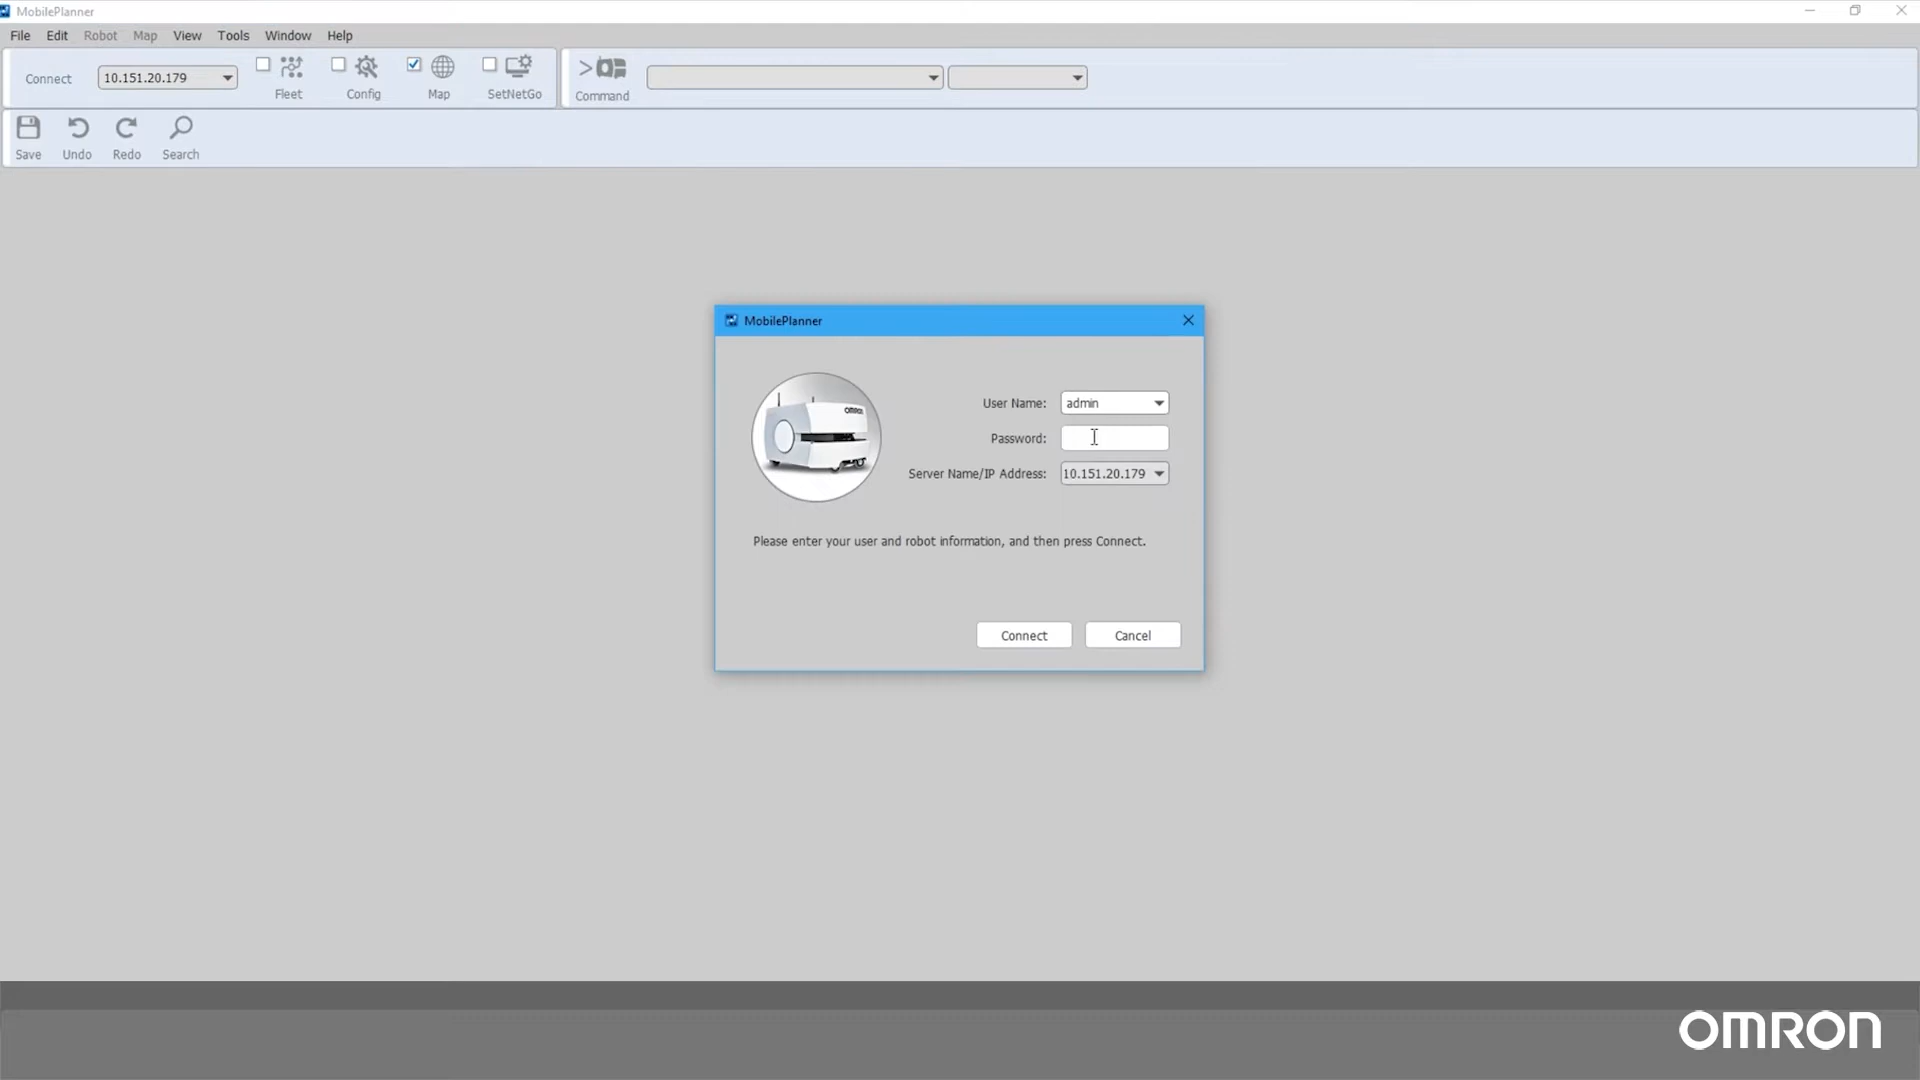 MobilePlanner
File Edit Robot Map View Tools Window Help
Connect 10.151.20.179 Fleet Config Map SetNetGo > Command
Save Undo Redo Search
MobilePlanner
OMRON
User Name: admin
Password:
Server Name/IP Address: 10.151.20.179
Please enter your user and robot information, and then press Connect.
Connect Cancel
OMRON